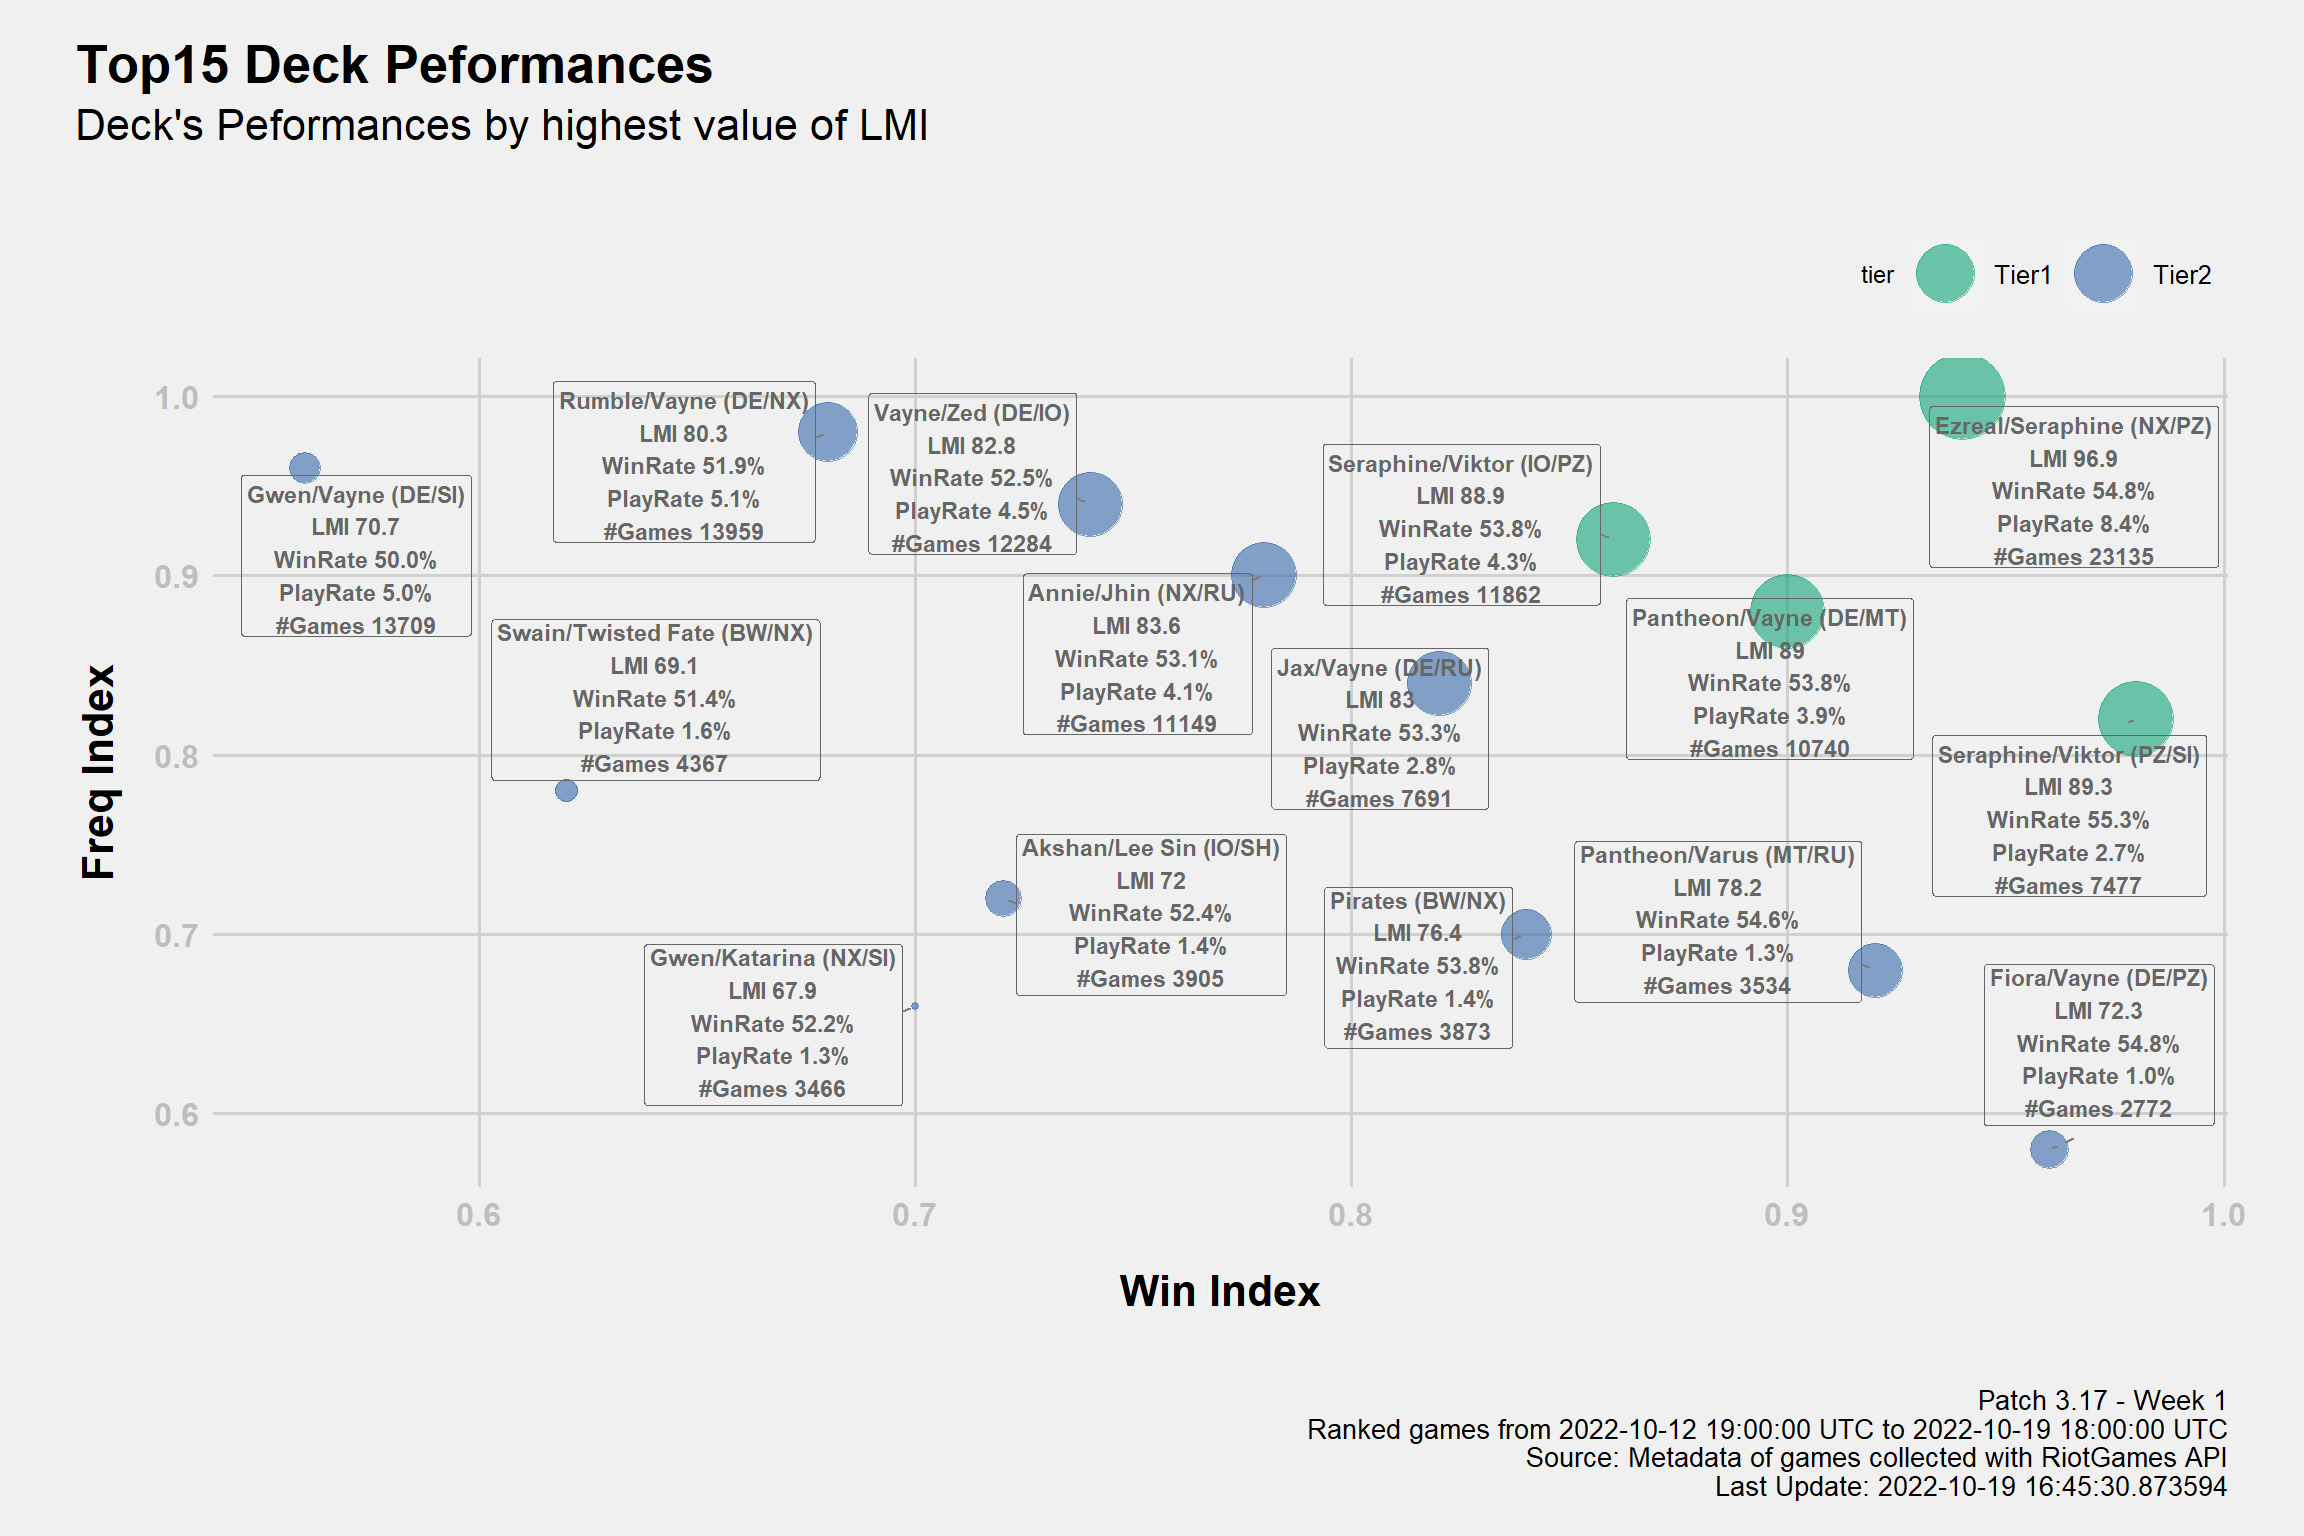 Top15 Deck Peformances
Deck's Peformances by highest value of LMI
tier
Tier1
Tier2
Freq Index
1.0
0.9
0.8
0.7
0.6
Rumble/Vayne (DE/NX)
LMI 80.3
WinRate 51.9%
PlayRate 5.1%
#Games 13959
Vayne/Zed (DE/IO)
LMI 82.8
WinRate 52.5%
PlayRate 4.5%
#Games 12284
Ezreal/Seraphine (NX/PZ)
LMI 96.9
WinRate 54.8%
PlayRate 8.4%
#Games 23135
Seraphine/Viktor (IO/PZ)
LMI 88.9
WinRate 53.8%
PlayRate 4.3%
#Games 11862
Gwen/Vayne (DE/SI)
LMI 70.7
WinRate 50.0%
PlayRate 5.0%
#Games 13709
Annie/Jhin (NX/RU)
LMI 83.6
WinRate 53.1%
PlayRate 4.1%
#Games 11149
Pantheon/Vayne (DE/MT)
LMI 89
WinRate 53.8%
PlayRate 3.9%
#Games 10740
Swain/Twisted Fate (BW/NX)
LMI 69.1
WinRate 51.4%
PlayRate 1.6%
#Games 4367
Jax/Vayne (DE/RU)
LMI 83
WinRate 53.3%
PlayRate 2.8%
#Games 7691
Seraphine/Viktor (PZ/SI)
LMI 89.3
WinRate 55.3%
PlayRate 2.7%
#Games 7477
Akshan/Lee Sin (IO/SH)
LMI 72
WinRate 52.4%
PlayRate 1.4%
#Games 3905
Pantheon/Varus (MT/RU)
LMI 78.2
WinRate 54.6%
PlayRate 1.3%
#Games 3534
Pirates (BW/NX)
LMI 76.4
WinRate 53.8%
PlayRate 1.4%
#Games 3873
Gwen/Katarina (NX/SI)
LMI 67.9
WinRate 52.2%
PlayRate 1.3%
#Games 3466
Fiora/Vayne (DE/PZ)
LMI 72.3
WinRate 54.8%
PlayRate 1.0%
#Games 2772
0.6
0.7
0.8
0.9
1.0
Win Index
Patch 3.17 - Week 1
Ranked games from 2022-10-12 19:00:00 UTC to 2022-10-19 18:00:00 UTC
Source: Metadata of games collected with RiotGames API
Last Update: 2022-10-19 16:45:30.873594